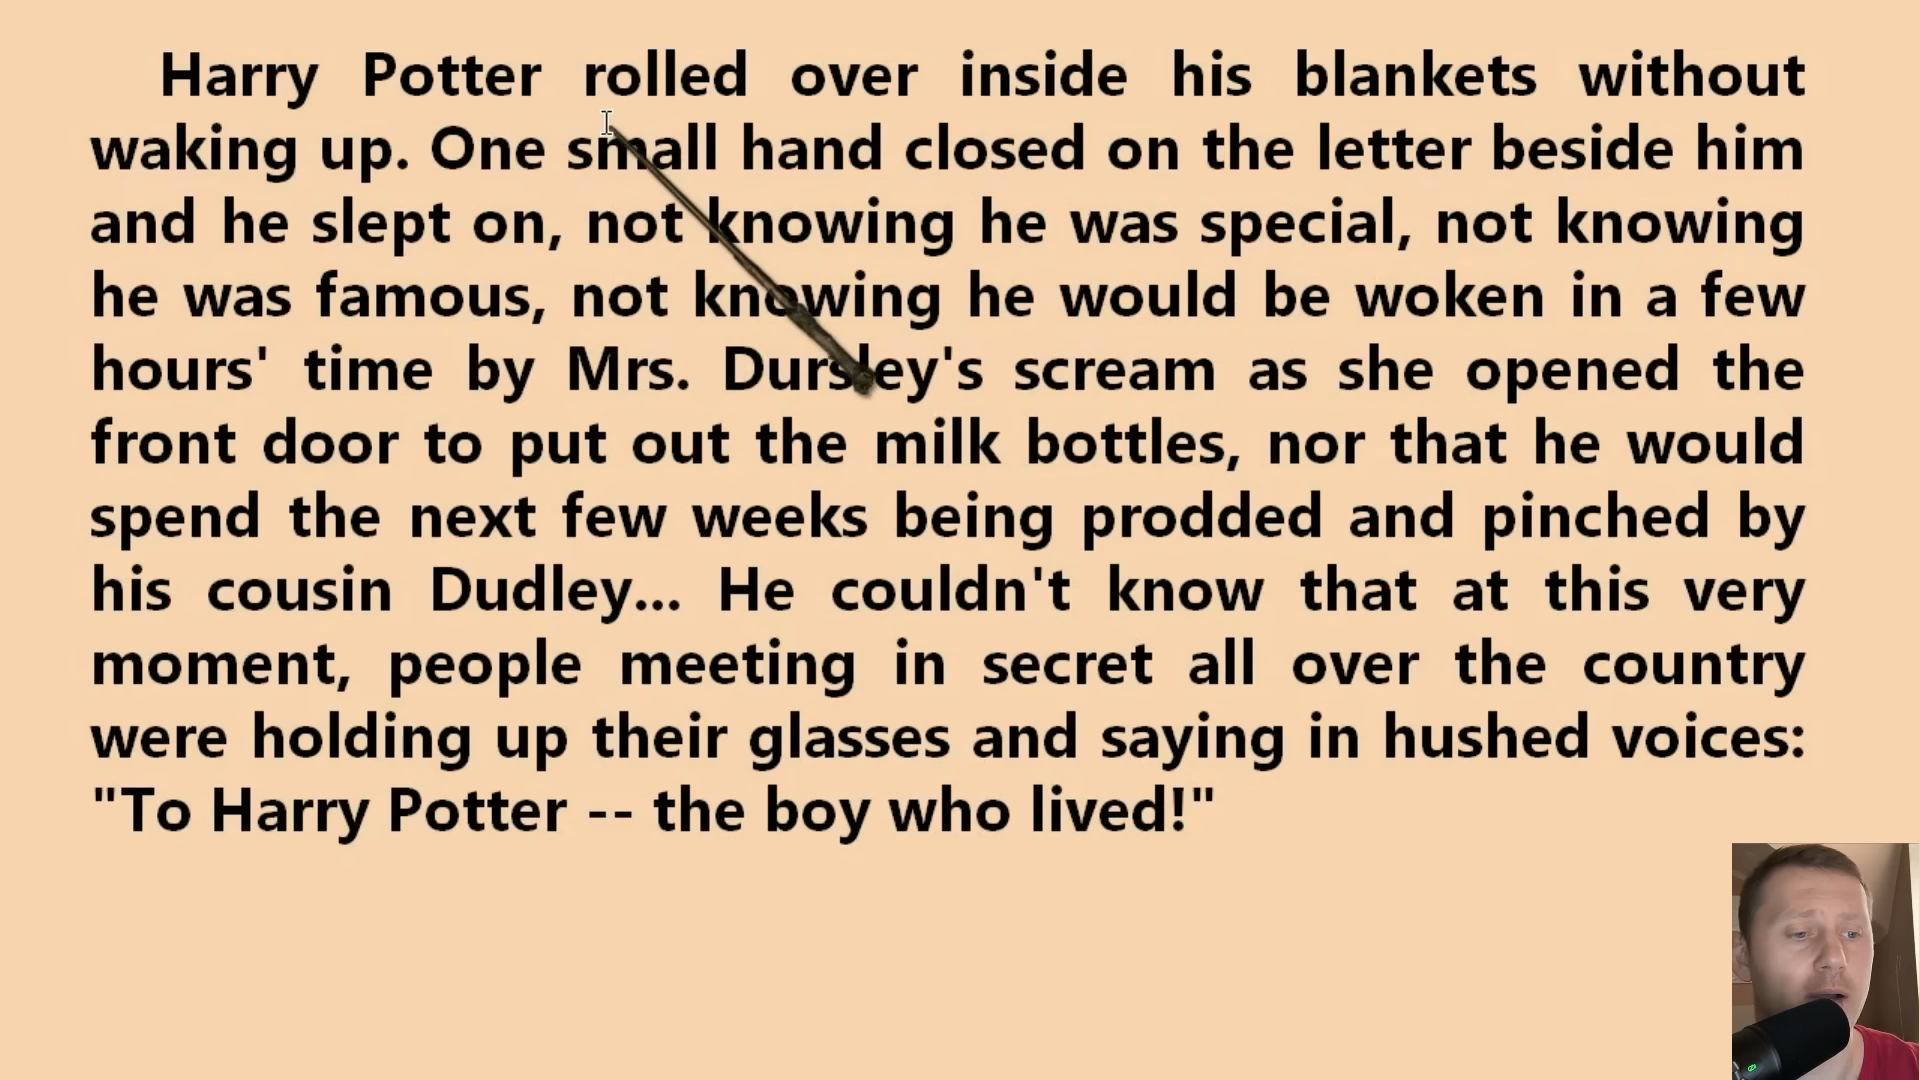 Harry Potter rolled over inside his blankets without
waking up. One small hand closed on the letter beside him
and he slept on, not knowing he was special, not knowing
he was famous, not knowing he would be woken in a few
hours' time by Mrs. Dursley's scream as she opened the
front door to put out the milk bottles, nor that he would
spend the next few weeks being prodded and pinched by
his cousin Dudley... He couldn't know that at this very
moment, people meeting in secret all over the country
were holding up their glasses and saying in hushed voices:
"To Harry Potter -- the boy who lived!"